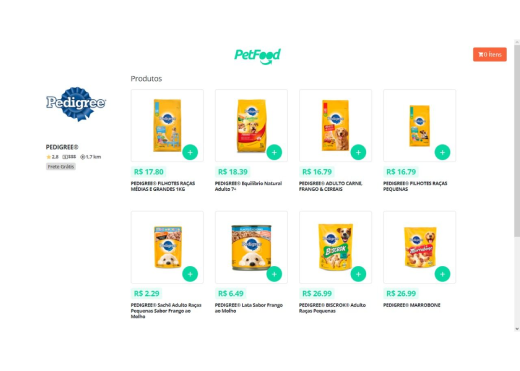 PetFood
0 itens
Produtos
Pedigree
PEDIGREE®
2,8 $$$ 1,7 km
Frete Grátis
R$ 17.80
PEDIGREE® FILHOTES RAÇAS
MÉDIAS E GRANDES 1KG
R$ 18.39
PEDIGREE® Equilíbrio Natural
Adulto 7+
R$ 16.79
PEDIGREE® ADULTO CARNE,
FRANGO & CEREAIS
R$ 16.79
PEDIGREE® FILHOTES RAÇAS
PEQUENAS
R$ 2.29
PEDIGREE® Sachê Adulto Raças
Pequenas Sabor Frango ao
Molho
R$ 6.49
PEDIGREE® Lata Sabor Frango
ao Molho
BISCROK
R$ 26.99
PEDIGREE® BISCROK® Adulto
Raças Pequenas
Marrobone
R$ 26.99
PEDIGREE® MARROBONE